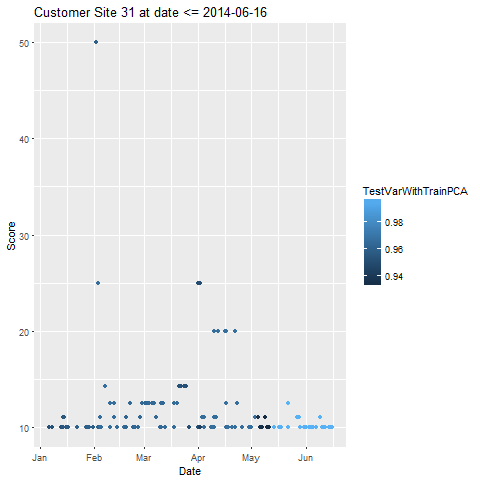 Customer Site 31 at date <= 2014-06-16
50
40
30
20
10
Score
Jan Feb Mar Apr May Jun
Date
TestVarWithTrainPCA
0.98
0.96
0.94